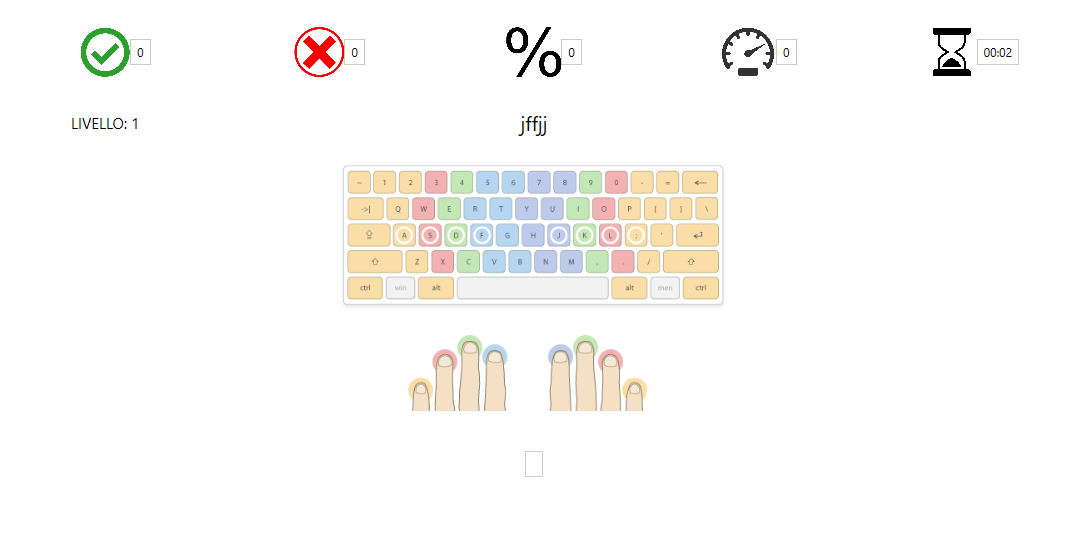 0 0 % 0 0 00:02
LIVELLO: 1 jffjj
~ 1 2 3 4 5 6 7 8 9 0 - =
Q W E R T Y U I O P [ ] \
A S D F G H J K L ; '
Z X C V B N M , . /
ctrl win alt alt men ctrl